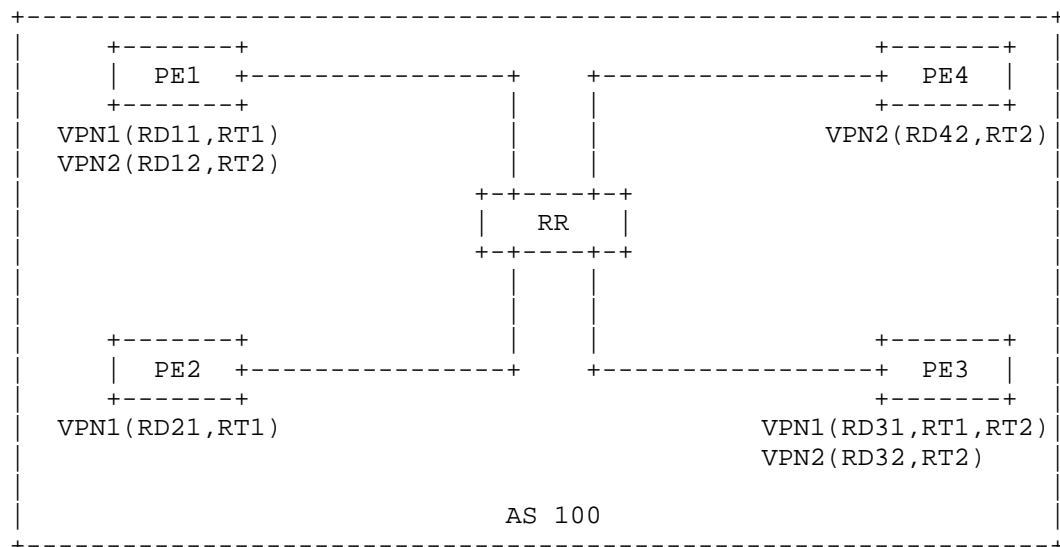 PE1 PE4
VPN1(RD11,RT1) VPN2(RD42,RT2)
VPN2(RD12,RT2)
RR
PE2 PE3
VPN1(RD21,RT1) VPN1(RD31,RT1,RT2)
VPN2(RD32,RT2)
AS 100